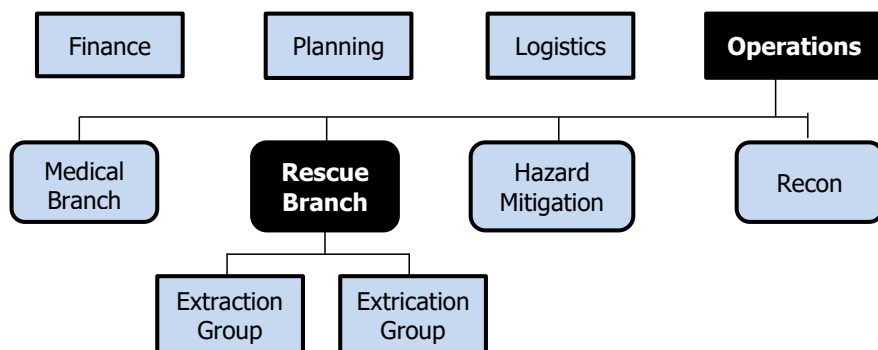 Finance
Planning
Logistics
Operations
Medical
Branch
Rescue
Branch
Hazard
Mitigation
Recon
Extraction
Group
Extrication
Group